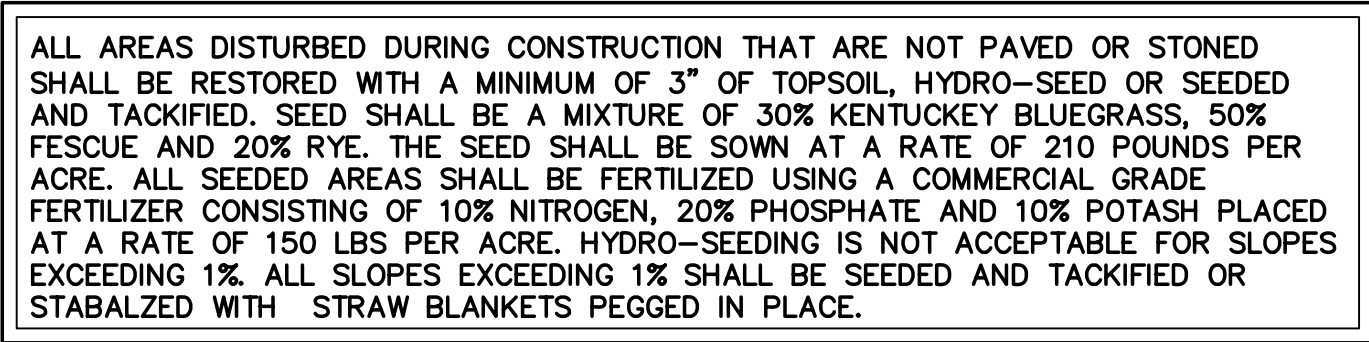 ALL AREAS DISTURBED DURING CONSTRUCTION THAT ARE NOT PAVED OR STONED
SHALL BE RESTORED WITH A MINIMUM OF 3" OF TOPSOIL, HYDRO-SEED OR SEEDED
AND TACKIFIED. SEED SHALL BE A MIXTURE OF 30% KENTUCKEY BLUEGRASS, 50%
FESCUE AND 20% RYE. THE SEED SHALL BE SOWN AT A RATE OF 210 POUNDS PER
ACRE. ALL SEEDED AREAS SHALL BE FERTILIZED USING A COMMERCIAL GRADE
FERTILIZER CONSISTING OF 10% NITROGEN, 20% PHOSPHATE AND 10% POTASH PLACED
AT A RATE OF 150 LBS PER ACRE. HYDRO-SEEDING IS NOT ACCEPTABLE FOR SLOPES
EXCEEDING 1%. ALL SLOPES EXCEEDING 1% SHALL BE SEEDED AND TACKIFIED OR
STABALZED WITH  STRAW BLANKETS PEGGED IN PLACE.